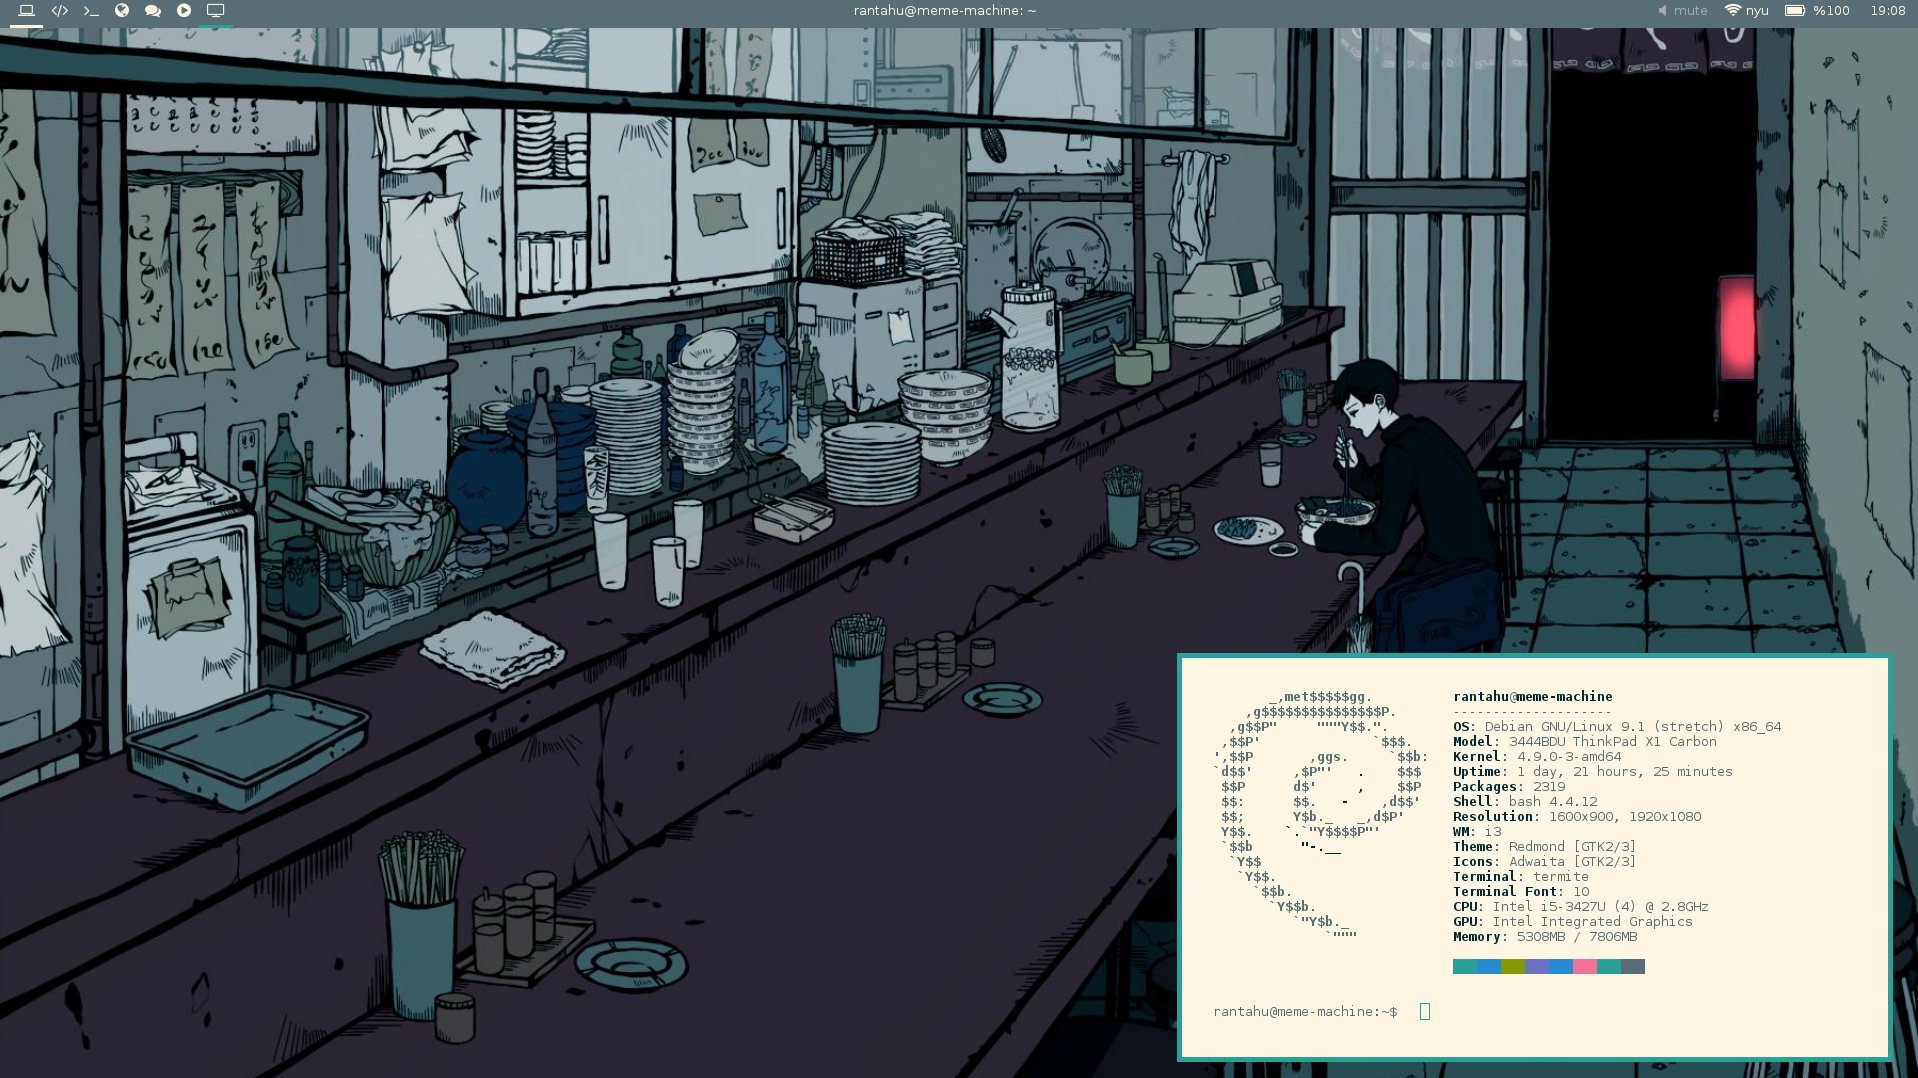 rantahu@meme-machine: ~
mute
nyu
%100
19:08
rantahu@meme-machine
--------------------
OS: Debian GNU/Linux 9.1 (stretch) x86_64
Model: 3444BDU ThinkPad X1 Carbon
Kernel: 4.9.0-3-amd64
Uptime: 1 day, 21 hours, 25 minutes
Packages: 2319
Shell: bash 4.4.12
Resolution: 1600x900, 1920x1080
WM: i3
Theme: Redmond [GTK2/3]
Icons: Adwaita [GTK2/3]
Terminal: termite
Terminal Font: 10
CPU: Intel i5-3427U (4) @ 2.8GHz
GPU: Intel Integrated Graphics
Memory: 5308MB / 7806MB
rantahu@meme-machine:~$